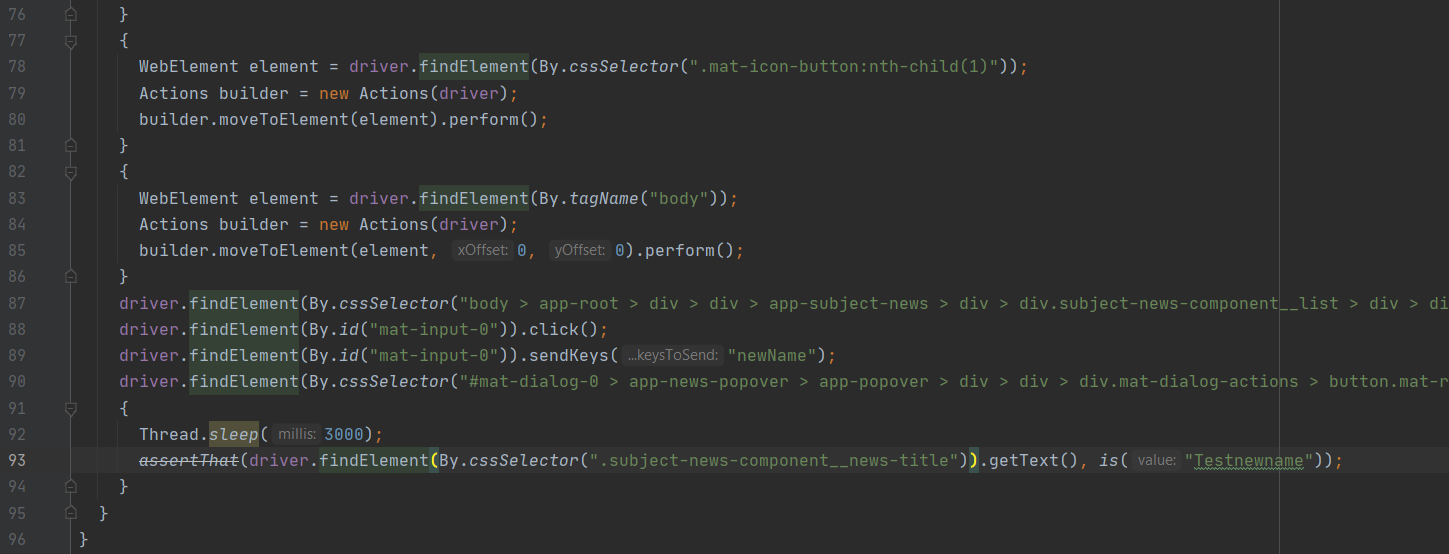 76 }
77 {
78 WebElement element = driver.findElement(By.cssSelector(".mat-icon-button:nth-child(1)"));
79 Actions builder = new Actions(driver);
80 builder.moveToElement(element).perform();
81 }
82 {
83 WebElement element = driver.findElement(By.tagName("body"));
84 Actions builder = new Actions(driver);
85 builder.moveToElement(element, xOffset: 0, yOffset: 0).perform();
86 }
87 driver.findElement(By.cssSelector("body > app-root > div > div > app-subject-news > div > div.subject-news-component__list > div > di
88 driver.findElement(By.id("mat-input-0")).click();
89 driver.findElement(By.id("mat-input-0")).sendKeys( ...keysToSend: "newName");
90 driver.findElement(By.cssSelector("#mat-dialog-0 > app-news-popover > app-popover > div > div > div.mat-dialog-actions > button.mat-r
91 {
92 Thread.sleep( millis: 3000);
93 assertThat(driver.findElement(By.cssSelector(".subject-news-component__news-title")).getText(), is( value: "Testnewname"));
94 }
95 }
96 }